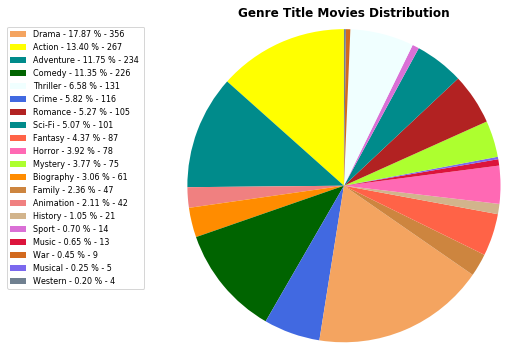 Genre Title Movies Distribution
Drama - 17.87 % - 356
Action - 13.40 % - 267
Adventure - 11.75 % - 234
Comedy - 11.35 % - 226
Thriller - 6.58 % - 131
Crime - 5.82 % - 116
Romance - 5.27 % - 105
Sci-Fi - 5.07 % - 101
Fantasy - 4.37 % - 87
Horror - 3.92 % - 78
Mystery - 3.77 % - 75
Biography - 3.06 % - 61
Family - 2.36 % - 47
Animation - 2.11 % - 42
History - 1.05 % - 21
Sport - 0.70 % - 14
Music - 0.65 % - 13
War - 0.45 % - 9
Musical - 0.25 % - 5
Western - 0.20 % - 4